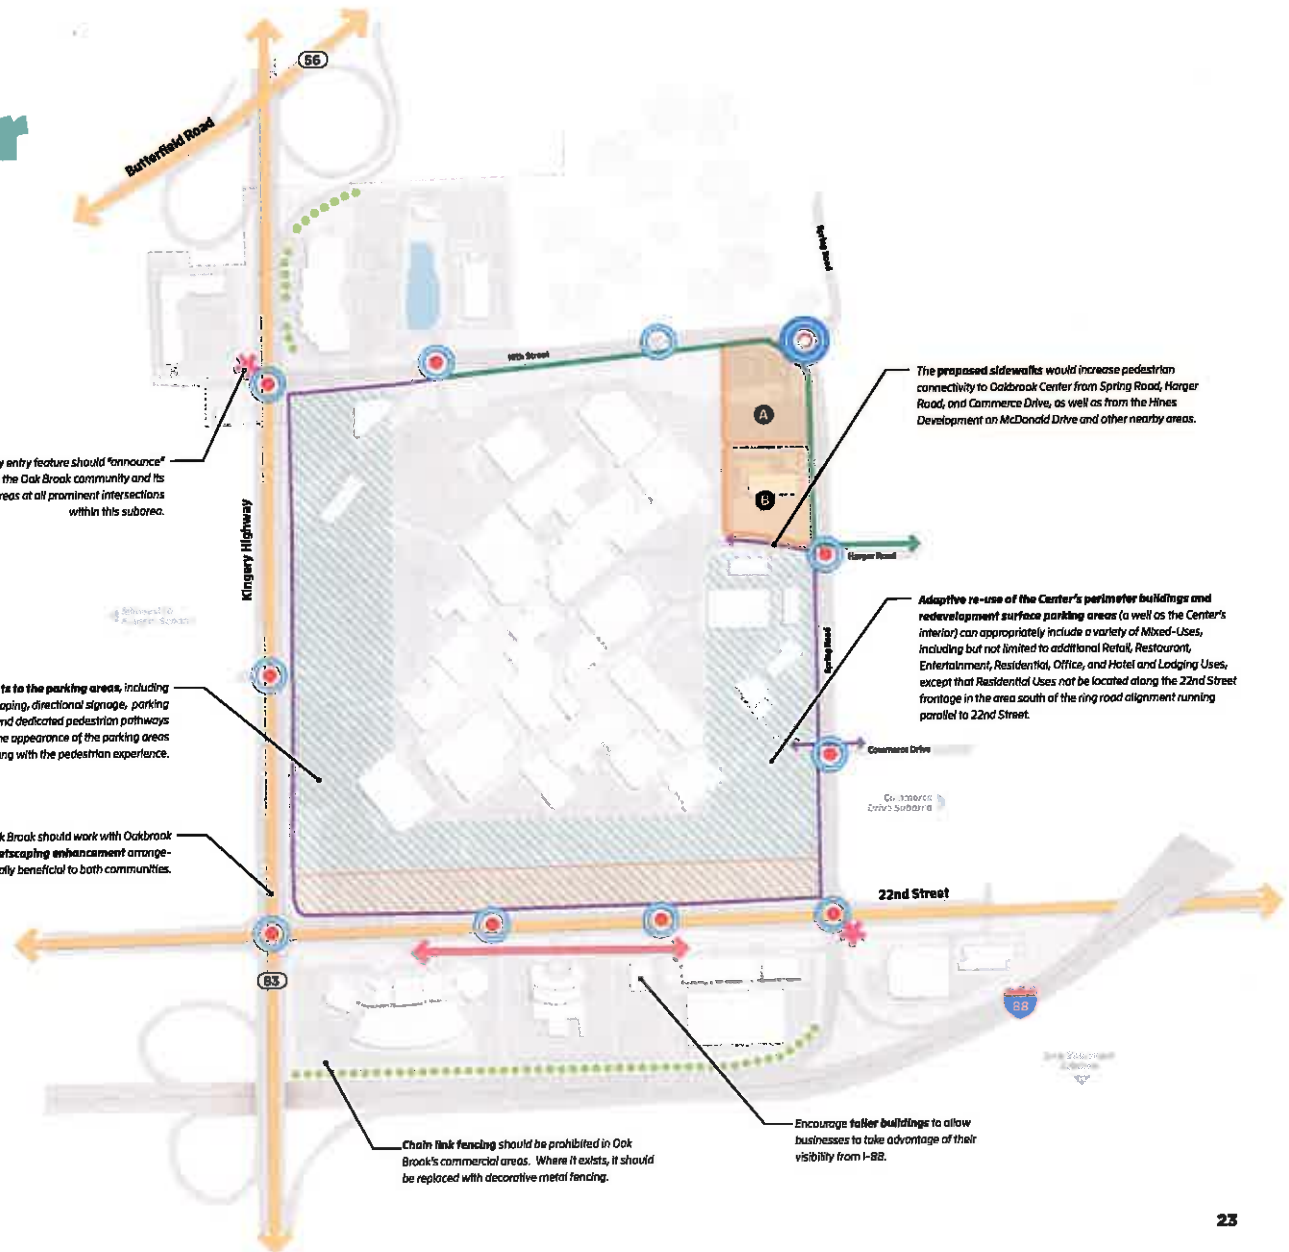 r
56
Butterfield Road
Spring Road
16th Street
A
B
The proposed sidewalks would increase pedestrian
connectivity to Oakbrook Center from Spring Road, Harger
Road, and Commerce Drive, as well as from the Hines
Development on McDonald Drive and other nearby areas.
y entry feature should "announce"
the Oak Brook community and its
reas at all prominent intersections
within this subarea.
Kingery Highway
Harger Road
Adaptive re-use of the Center's perimeter buildings and
redevelopment surface parking areas (a well as the Center's
interior) can appropriately include a variety of Mixed-Uses,
including but not limited to additional Retail, Restaurant,
Entertainment, Residential, Office, and Hotel and Lodging Uses,
except that Residential Uses not be located along the 22nd Street
frontage in the area south of the ring road alignment running
parallel to 22nd Street.
Spring Road
ts to the parking areas, including
aping, directional signage, parking
nd dedicated pedestrian pathways
he appearance of the parking areas
ng with the pedestrian experience.
Commerce Drive
Commerce
Drive Subarea
k Brook should work with Oakbrook
etscaping enhancement arrange-
ally beneficial to both communities.
22nd Street
83
88
Chain link fencing should be prohibited in Oak
Brook's commercial areas. Where it exists, it should
be replaced with decorative metal fencing.
Encourage taller buildings to allow
businesses to take advantage of their
visibility from I-88.
23